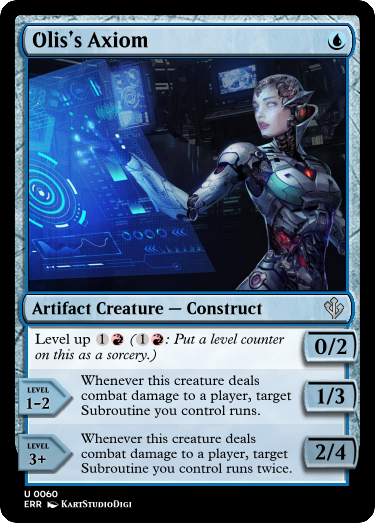 Olis's Axiom
Artifact Creature — Construct
Level up 1 (1: Put a level counter
on this as a sorcery.)
0/2
LEVEL
1-2
Whenever this creature deals
combat damage to a player, target
Subroutine you control runs.
1/3
LEVEL
3+
Whenever this creature deals
combat damage to a player, target
Subroutine you control runs twice.
2/4
U 0060
ERR KartStudioDigi